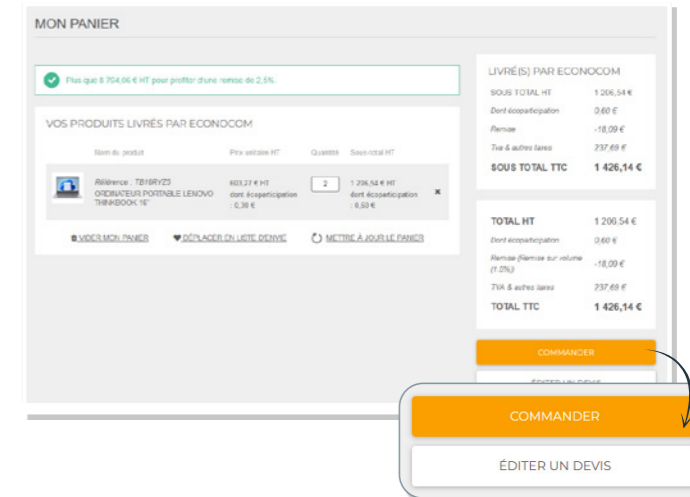 MON PANIER
Plus que 8 704,06 € HT pour profiter d'une remise de 2,5%.
VOS PRODUITS LIVRÉS PAR ECONOCOM
Nom du produit Prix unitaire HT Quantité Sous-total HT
Référence : TB16RYZ5
ORDINATEUR PORTABLE LENOVO
THINKBOOK 16"
603,27 € HT
dont écoparticipation
: 0,30 €
2
1 206,54 € HT
dont écoparticipation
: 0,60 €
VIDER MON PANIER DÉPLACER EN LISTE D'ENVIE METTRE À JOUR LE PANIER
LIVRÉ(S) PAR ECONOCOM
SOUS TOTAL HT 1 206,54 €
Dont écoparticipation 0,60 €
Remise -18,09 €
Tva & autres taxes 237,69 €
SOUS TOTAL TTC 1 426,14 €
TOTAL HT 1 206,54 €
Dont écoparticipation 0,60 €
Remise (Remise sur volume
(1.5%)) -18,09 €
TVA & autres taxes 237,69 €
TOTAL TTC 1 426,14 €
COMMANDER
ÉDITER UN DEVIS
COMMANDER
ÉDITER UN DEVIS